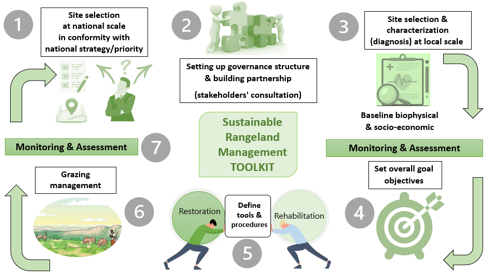 1
Site selection
at national scale
in conformity with
national strategy/priority
2
Setting up governance structure
& building partnership
(stakeholders' consultation)
3
Site selection &
characterization
(diagnosis) at local scale
Baseline biophysical
& socio-economic
Monitoring & Assessment
Set overall goal
objectives
4
Define
tools &
procedures
Restoration
Rehabilitation
5
Grazing
management
6
Monitoring & Assessment
7
Sustainable
Rangeland
Management
TOOLKIT